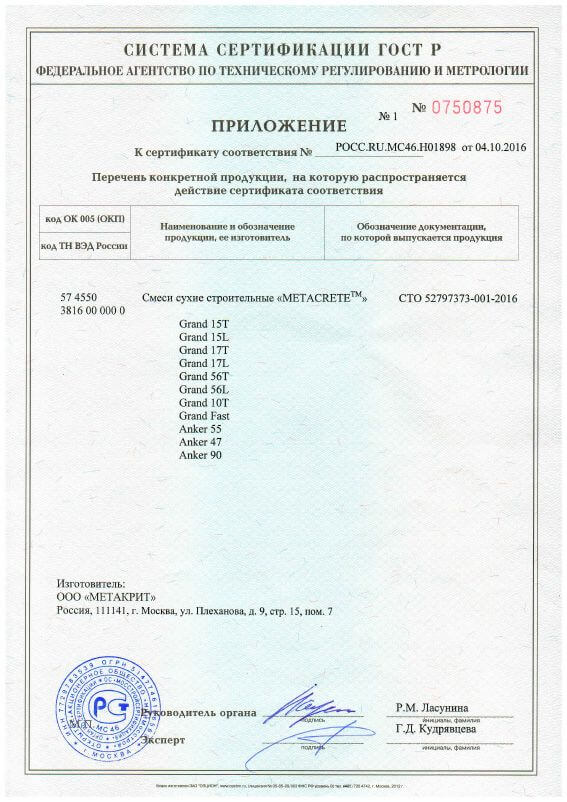 СИСТЕМА СЕРТИФИКАЦИИ ГОСТ Р
ФЕДЕРАЛЬНОЕ АГЕНТСТВО ПО ТЕХНИЧЕСКОМУ РЕГУЛИРОВАНИЮ И МЕТРОЛОГИИ
№ 0750875
№ 1
ПРИЛОЖЕНИЕ
К сертификату соответствия № РОСС.RU.МС46.Н01898 от 04.10.2016
Перечень конкретной продукции, на которую распространяется
действие сертификата соответствия
код ОК 005 (ОКП)
код ТН ВЭД России
Наименование и обозначение
продукции, ее изготовитель
Обозначение документации,
по которой выпускается продукция
57 4550 Смеси сухие строительные «METACRETE™» СТО 52797373-001-2016
3816 00 000 0
Grand 15T
Grand 15L
Grand 17T
Grand 17L
Grand 56T
Grand 56L
Grand 10T
Grand Fast
Anker 55
Anker 47
Anker 90
Изготовитель:
ООО «МЕТАКРИТ»
Россия, 111141, г. Москва, ул. Плеханова, д. 9, стр. 15, пом. 7
М.П.
Руководитель органа
подпись
Р.М. Ласунина
инициалы, фамилия
Эксперт
подпись
Г.Д. Кудрявцева
инициалы, фамилия
РСТ
МС46
г. МОСКВА